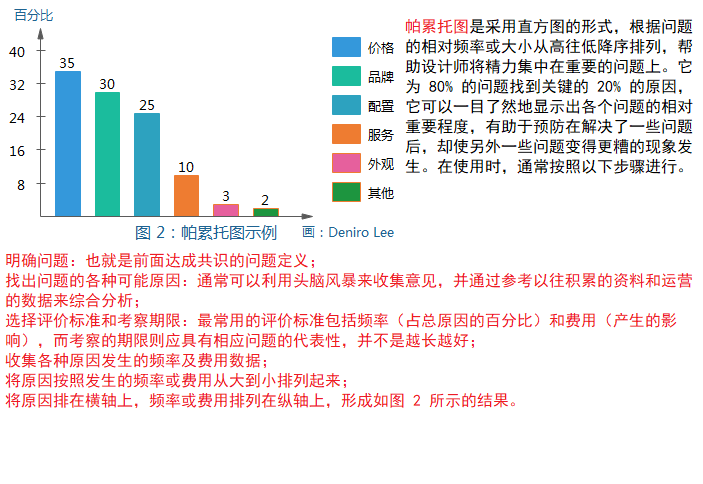 百分比
40
32
24
16
8
35
30
25
10
3
2
价格
品牌
配置
服务
外观
其他
图 2：帕累托图示例
画：Deniro Lee
帕累托图是采用直方图的形式，根据问题
的相对频率或大小从高往低降序排列，帮
助设计师将精力集中在重要的问题上。它
为 80% 的问题找到关键的 20% 的原因，
它可以一目了然地显示出各个问题的相对
重要程度，有助于预防在解决了一些问题
后，却使另外一些问题变得更糟的现象发
生。在使用时，通常按照以下步骤进行。
明确问题：也就是前面达成共识的问题定义；
找出问题的各种可能原因：通常可以利用头脑风暴来收集意见，并通过参考以往积累的资料和运营
的数据来综合分析；
选择评价标准和考察期限：最常用的评价标准包括频率（占总原因的百分比）和费用（产生的影
响），而考察的期限则应具有相应问题的代表性，并不是越长越好；
收集各种原因发生的频率及费用数据；
将原因按照发生的频率或费用从大到小排列起来；
将原因排在横轴上，频率或费用排列在纵轴上，形成如图 2 所示的结果。